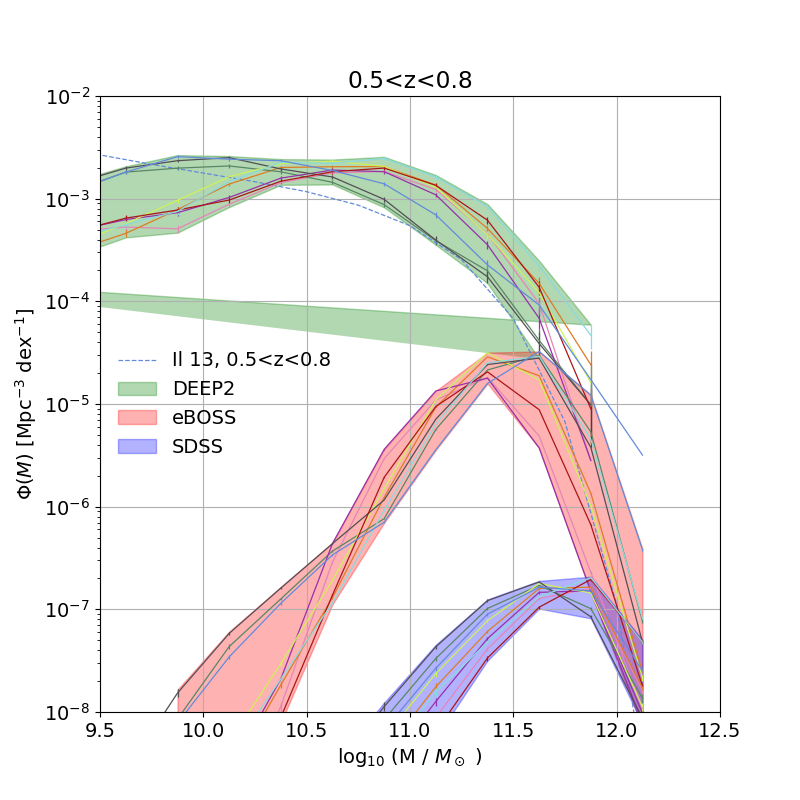 0.5<z<0.8
10⁻²
10⁻³
10⁻⁴
10⁻⁵
10⁻⁶
10⁻⁷
10⁻⁸
Φ(M) [Mpc⁻³ dex⁻¹]
Il 13, 0.5<z<0.8
DEEP2
eBOSS
SDSS
9.5 10.0 10.5 11.0 11.5 12.0 12.5
log₁₀ (M / M⊙ )